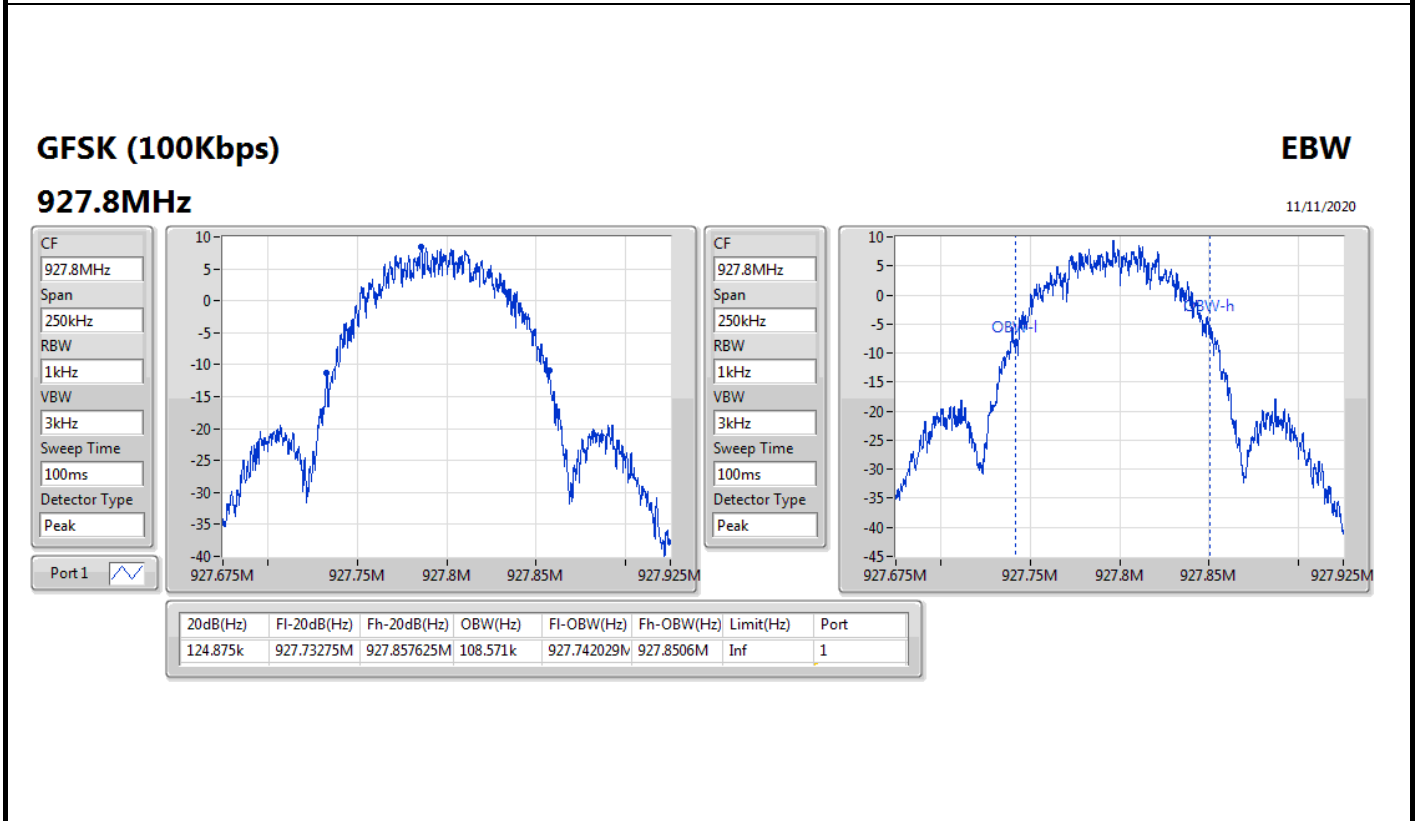 GFSK (100Kbps) EBW
927.8MHz 11/11/2020
CF
927.8MHz
Span
250kHz
RBW
1kHz
VBW
3kHz
Sweep Time
100ms
Detector Type
Peak
Port 1
10
5
0
-5
-10
-15
-20
-25
-30
-35
-40
927.675M 927.75M 927.8M 927.85M 927.925M
CF
927.8MHz
Span
250kHz
RBW
1kHz
VBW
3kHz
Sweep Time
100ms
Detector Type
Peak
10
5
0
-5
-10
-15
-20
-25
-30
-35
-40
-45
OBW-l
OBW-h
927.675M 927.75M 927.8M 927.85M 927.925M
20dB(Hz) Fl-20dB(Hz) Fh-20dB(Hz) OBW(Hz) Fl-OBW(Hz) Fh-OBW(Hz) Limit(Hz) Port
124.875k 927.73275M 927.857625M 108.571k 927.742029M 927.8506M Inf 1